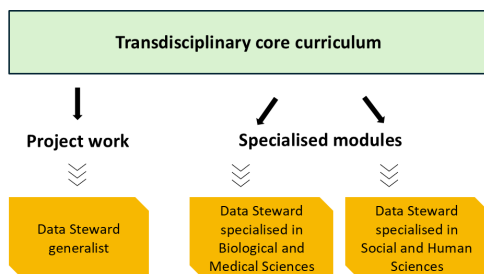 Transdisciplinary core curriculum
Project work
Specialised modules
Data Steward
generalist
Data Steward
specialised in
Biological and
Medical Sciences
Data Steward
specialised in
Social and Human
Sciences